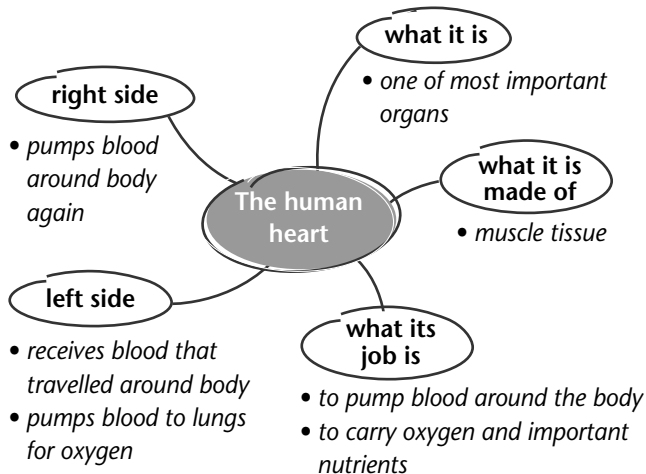 what it is
• one of most important
organs
right side
• pumps blood
around body
again
what it is
made of
• muscle tissue
The human
heart
left side
• receives blood that
travelled around body
• pumps blood to lungs
for oxygen
what its
job is
• to pump blood around the body
• to carry oxygen and important
nutrients